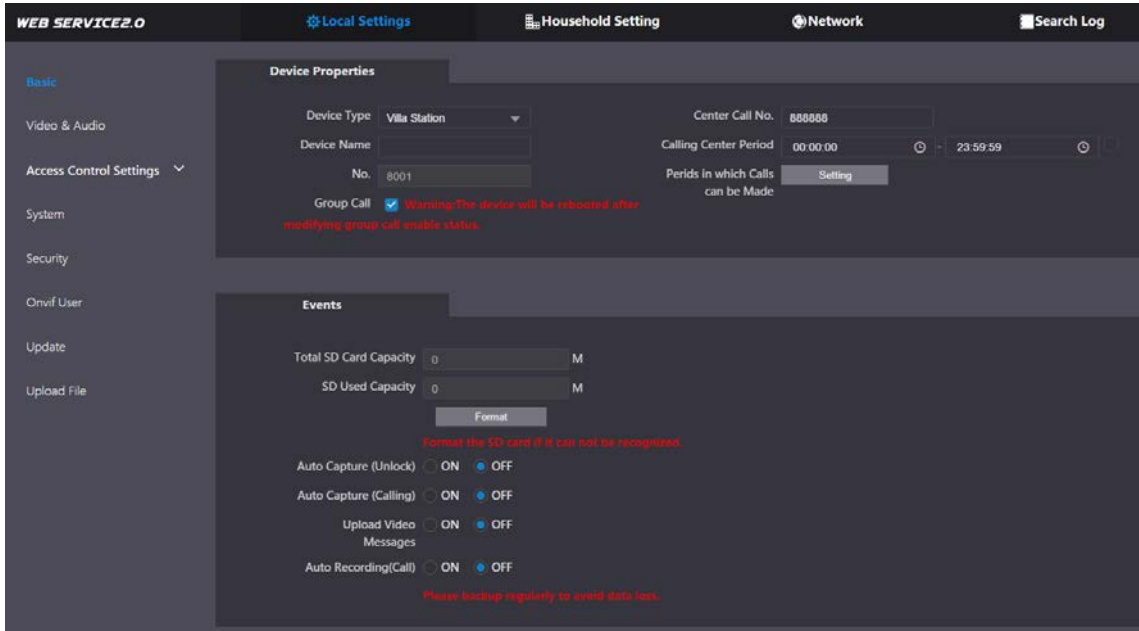 WEB SERVICE2.0
Local Settings
Household Setting
Network
Search Log
Basic
Video & Audio
Access Control Settings
System
Security
Onvif User
Update
Upload File
Device Properties
Device Type Villa Station
Device Name
No. 8001
Group Call Warning:The device will be rebooted after
modifying group call enable status.
Center Call No. 888888
Calling Center Period 00:00:00 - 23:59:59
Perids in which Calls Setting
can be Made
Events
Total SD Card Capacity 0 M
SD Used Capacity 0 M
Format
Format the SD card if it can not be recognized.
Auto Capture (Unlock) ON OFF
Auto Capture (Calling) ON OFF
Upload Video ON OFF
Messages
Auto Recording(Call) ON OFF
Please backup regularly to avoid data loss.